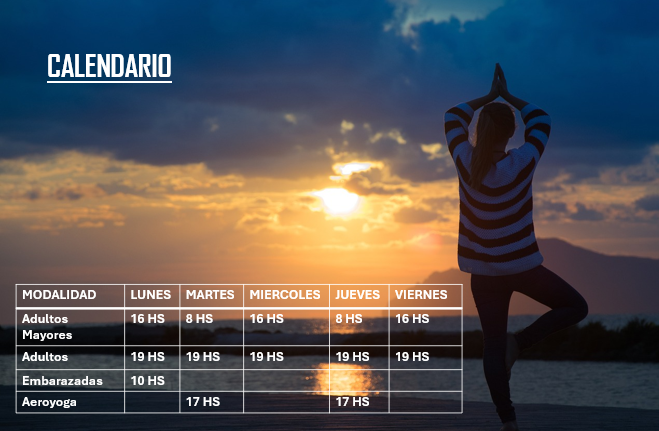 CALENDARIO
MODALIDAD LUNES MARTES MIERCOLES JUEVES VIERNES
Adultos Mayores 16 HS 8 HS 16 HS 8 HS 16 HS
Adultos 19 HS 19 HS 19 HS 19 HS 19 HS
Embarazadas 10 HS
Aeroyoga 17 HS 17 HS